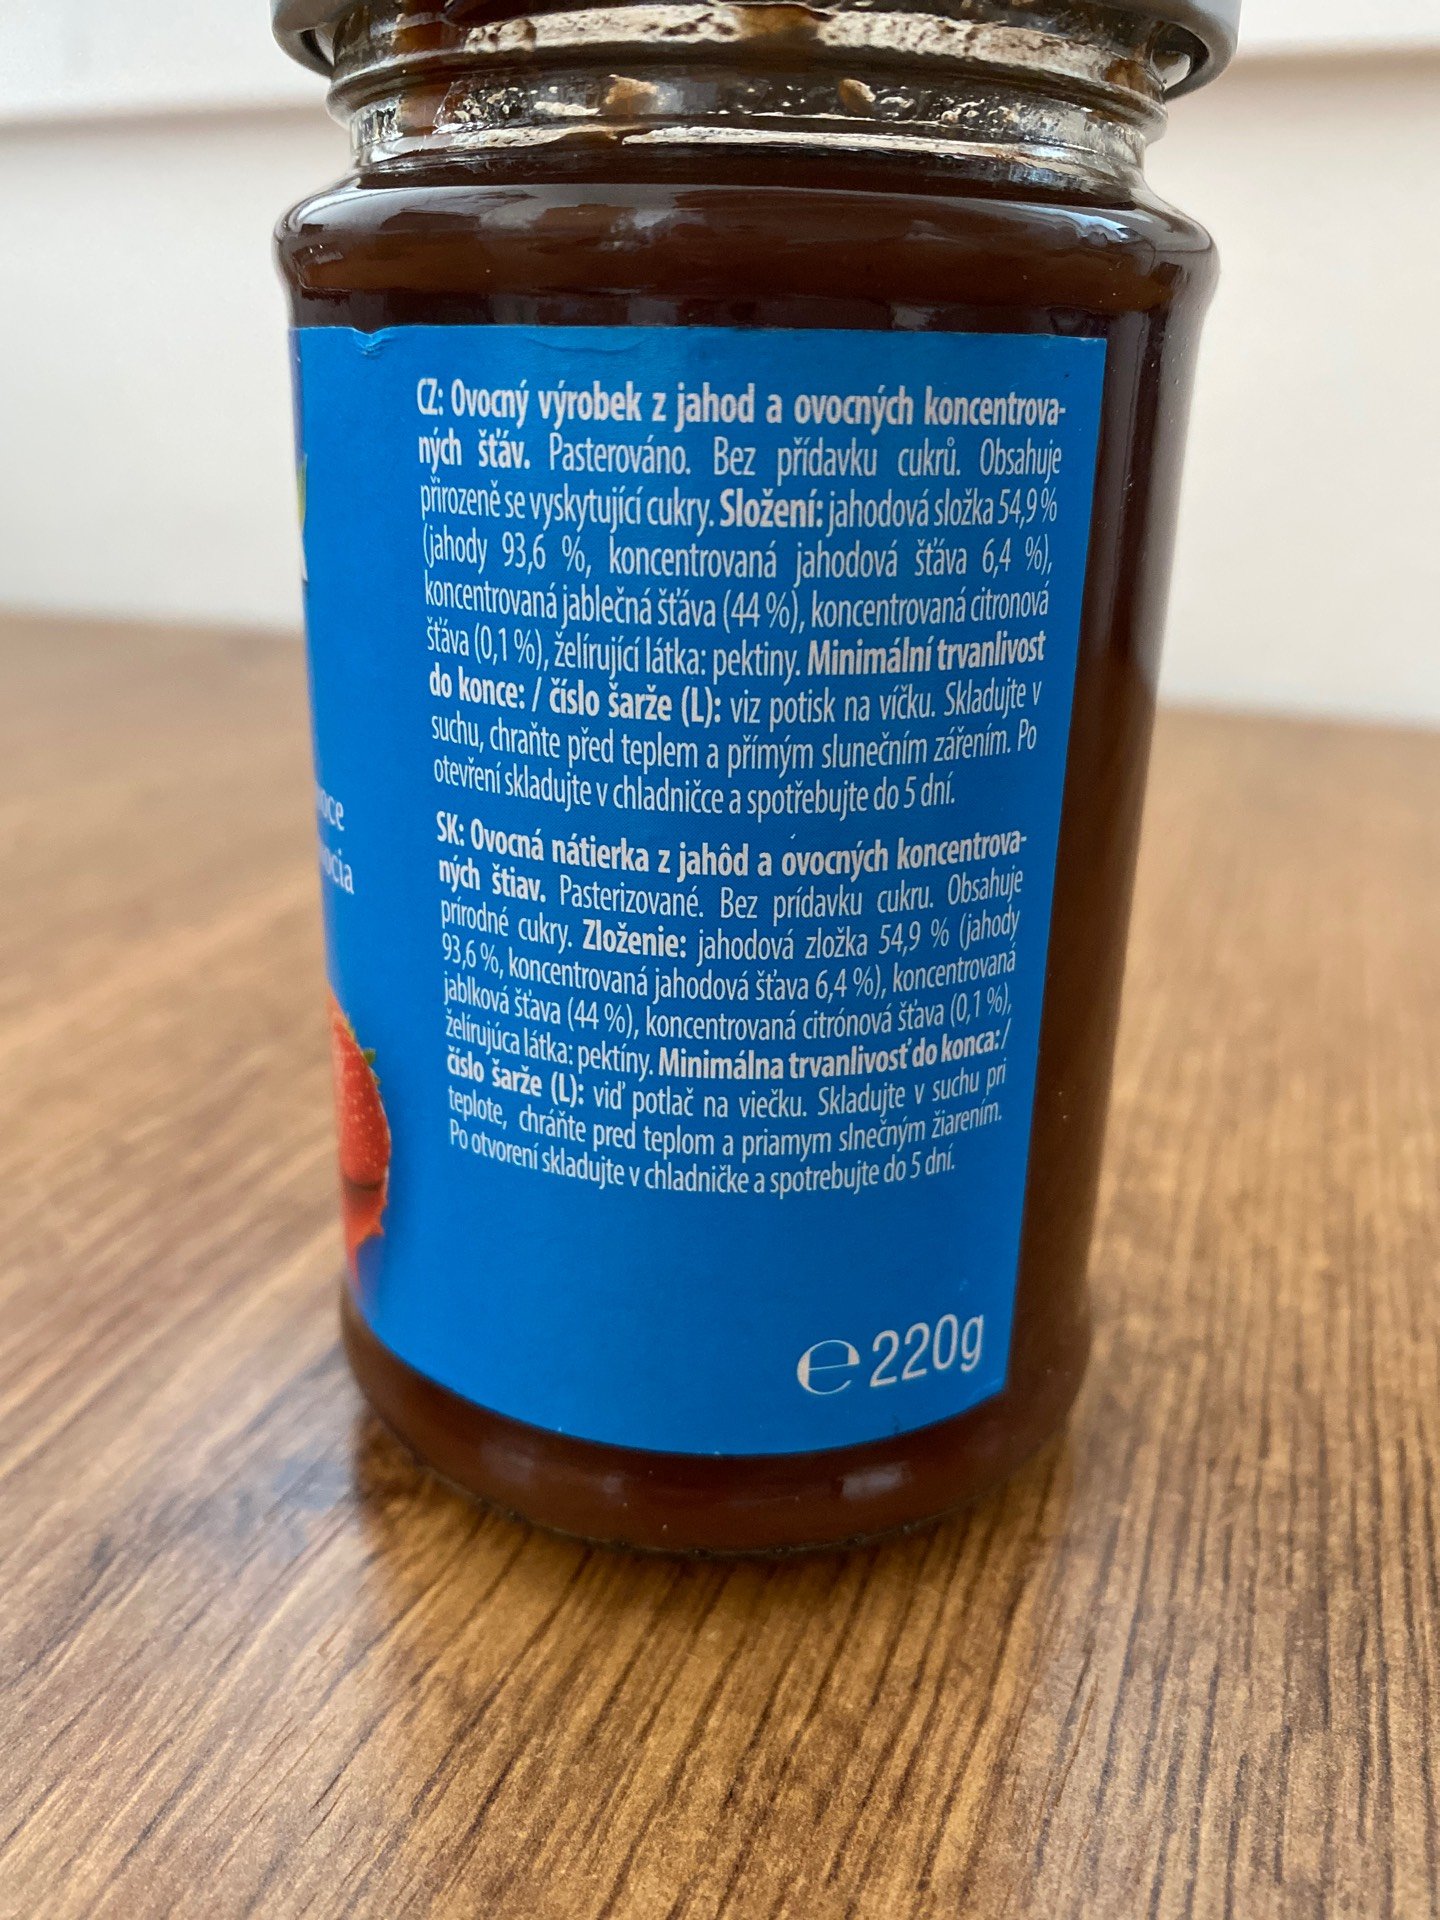 CZ: Ovocný výrobek z jahod a ovocných koncentrova-
ných šťáv. Pasterováno. Bez přídavku cukrů. Obsahuje
přirozeně se vyskytující cukry. Složení: jahodová složka 54,9 %
(jahody 93,6 %, koncentrovaná jahodová šťáva 6,4 %),
koncentrovaná jablečná šťáva (44 %), koncentrovaná citronová
šťáva (0,1 %), želírující látka: pektiny. Minimální trvanlivost
do konce: / číslo šarže (L): viz potisk na víčku. Skladujte v
suchu, chraňte před teplem a přímým slunečním zářením. Po
otevření skladujte v chladničce a spotřebujte do 5 dní.
SK: Ovocná nátierka z jahôd a ovocných koncentrova-
ných štiav. Pasterizované. Bez prídavku cukru. Obsahuje
prírodné cukry. Zloženie: jahodová zložka 54,9 % (jahody
93,6 %, koncentrovaná jahodová šťava 6,4 %), koncentrovaná
jablková šťava (44 %), koncentrovaná citrónová šťava (0,1 %),
želírujúca látka: pektíny. Minimálna trvanlivosť do konca: /
číslo šarže (L): viď potlač na viečku. Skladujte v suchu pri
teplote, chráňte pred teplom a priamym slnečným žiarením.
Po otvorení skladujte v chladničke a spotrebujte do 5 dní.
℮ 220g